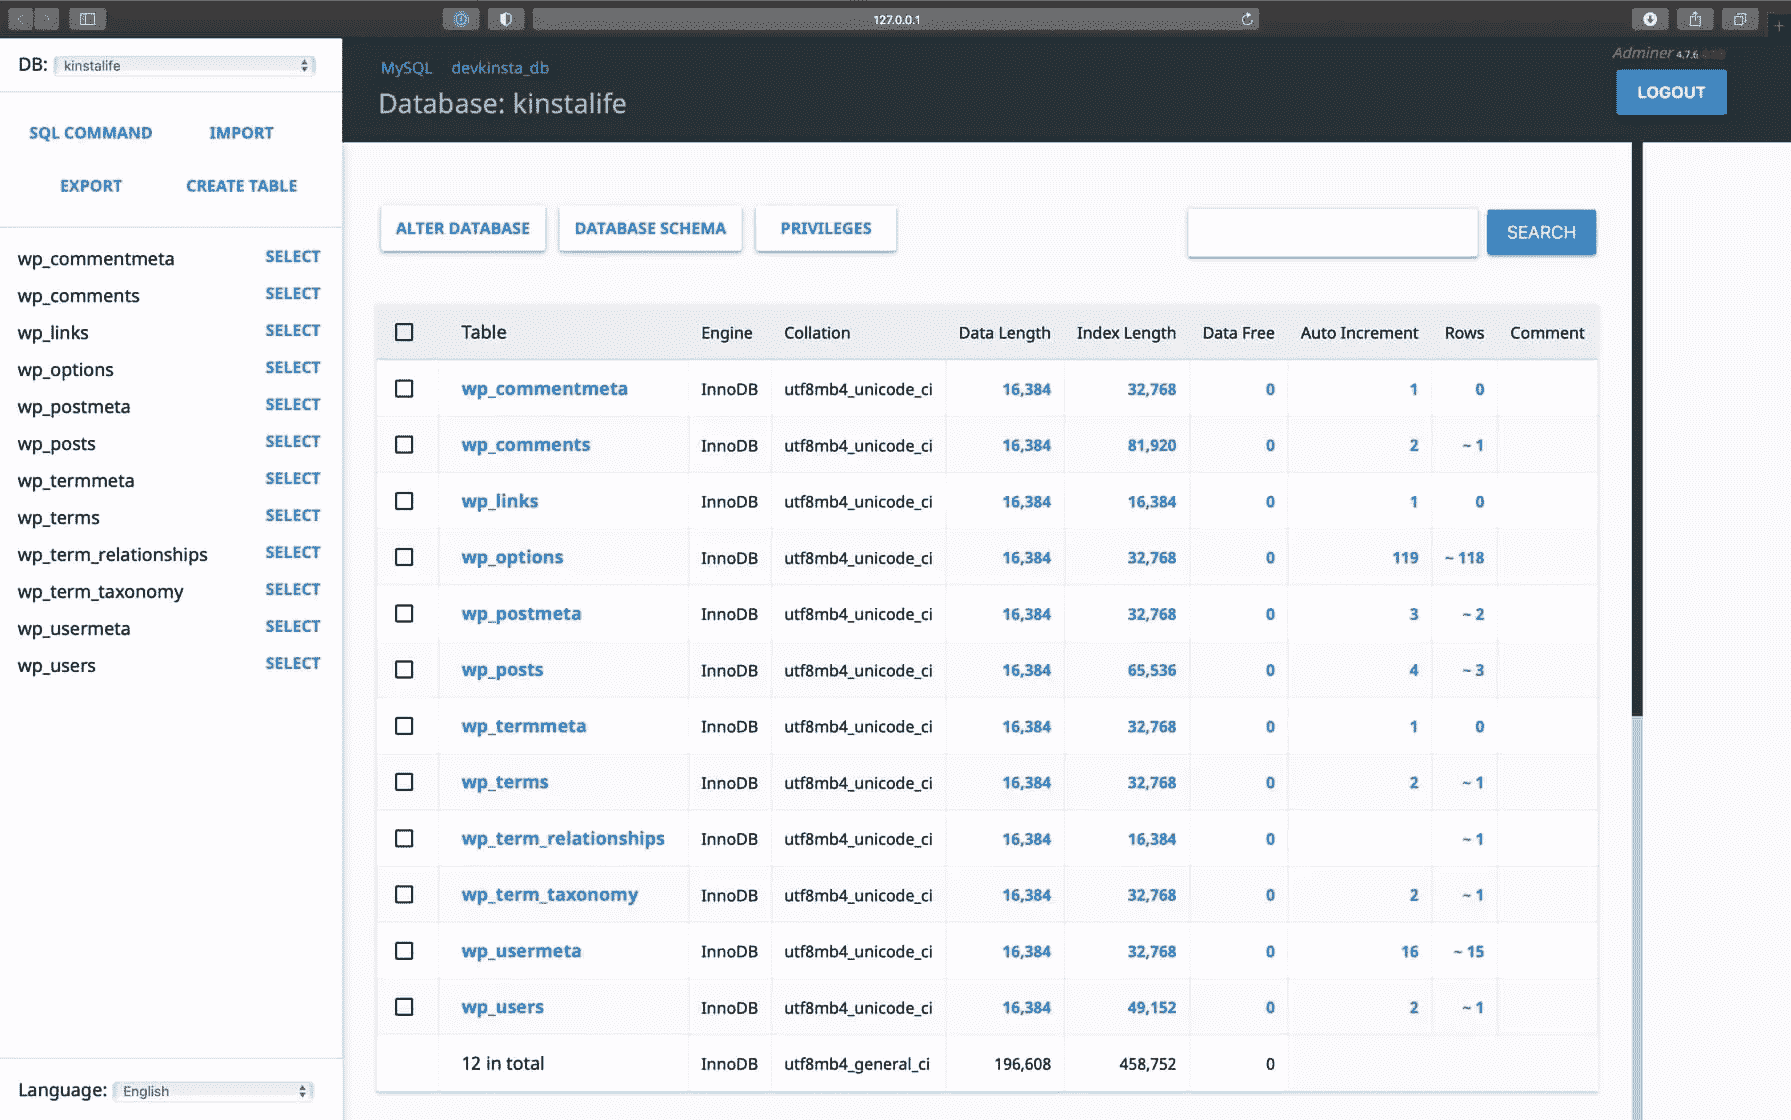 127.0.0.1
DB: kinstalife
SQL COMMAND IMPORT
EXPORT CREATE TABLE
wp_commentmeta SELECT
wp_comments SELECT
wp_links SELECT
wp_options SELECT
wp_postmeta SELECT
wp_posts SELECT
wp_termmeta SELECT
wp_terms SELECT
wp_term_relationships SELECT
wp_term_taxonomy SELECT
wp_usermeta SELECT
wp_users SELECT
Language: English
MySQL devkinsta_db
Database: kinstalife
Adminer 4.7.6
LOGOUT
ALTER DATABASE DATABASE SCHEMA PRIVILEGES SEARCH
Table Engine Collation Data Length Index Length Data Free Auto Increment Rows Comment
wp_commentmeta InnoDB utf8mb4_unicode_ci 16,384 32,768 0 1 0
wp_comments InnoDB utf8mb4_unicode_ci 16,384 81,920 0 2 ~ 1
wp_links InnoDB utf8mb4_unicode_ci 16,384 16,384 0 1 0
wp_options InnoDB utf8mb4_unicode_ci 16,384 32,768 0 119 ~ 118
wp_postmeta InnoDB utf8mb4_unicode_ci 16,384 32,768 0 3 ~ 2
wp_posts InnoDB utf8mb4_unicode_ci 16,384 65,536 0 4 ~ 3
wp_termmeta InnoDB utf8mb4_unicode_ci 16,384 32,768 0 1 0
wp_terms InnoDB utf8mb4_unicode_ci 16,384 32,768 0 2 ~ 1
wp_term_relationships InnoDB utf8mb4_unicode_ci 16,384 16,384 0 ~ 1
wp_term_taxonomy InnoDB utf8mb4_unicode_ci 16,384 32,768 0 2 ~ 1
wp_usermeta InnoDB utf8mb4_unicode_ci 16,384 32,768 0 16 ~ 15
wp_users InnoDB utf8mb4_unicode_ci 16,384 49,152 0 2 ~ 1
12 in total InnoDB utf8mb4_general_ci 196,608 458,752 0